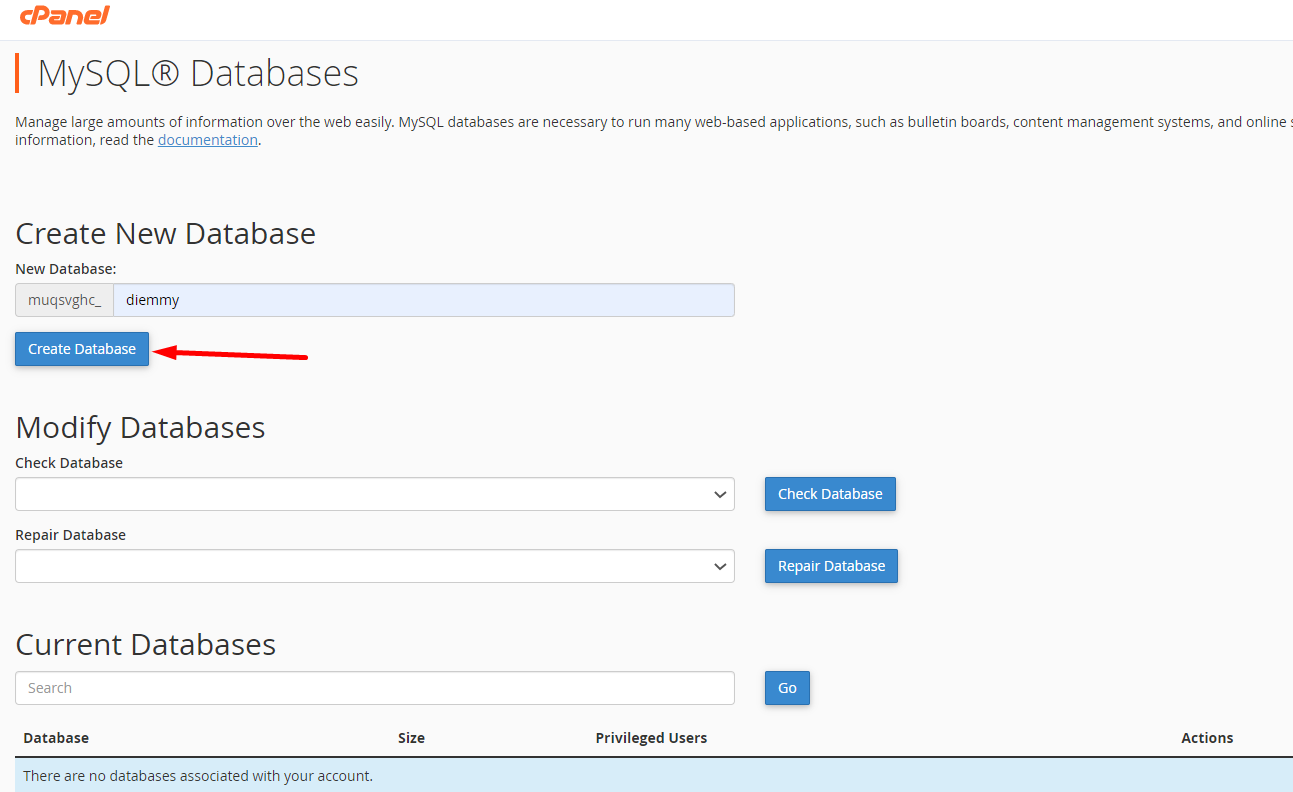 cPanel
MySQL® Databases
Manage large amounts of information over the web easily. MySQL databases are necessary to run many web-based applications, such as bulletin boards, content management systems, and online
information, read the documentation.
Create New Database
New Database:
muqsvghc_ diemmy
Create Database
Modify Databases
Check Database
Check Database
Repair Database
Repair Database
Current Databases
Search Go
Database Size Privileged Users Actions
There are no databases associated with your account.